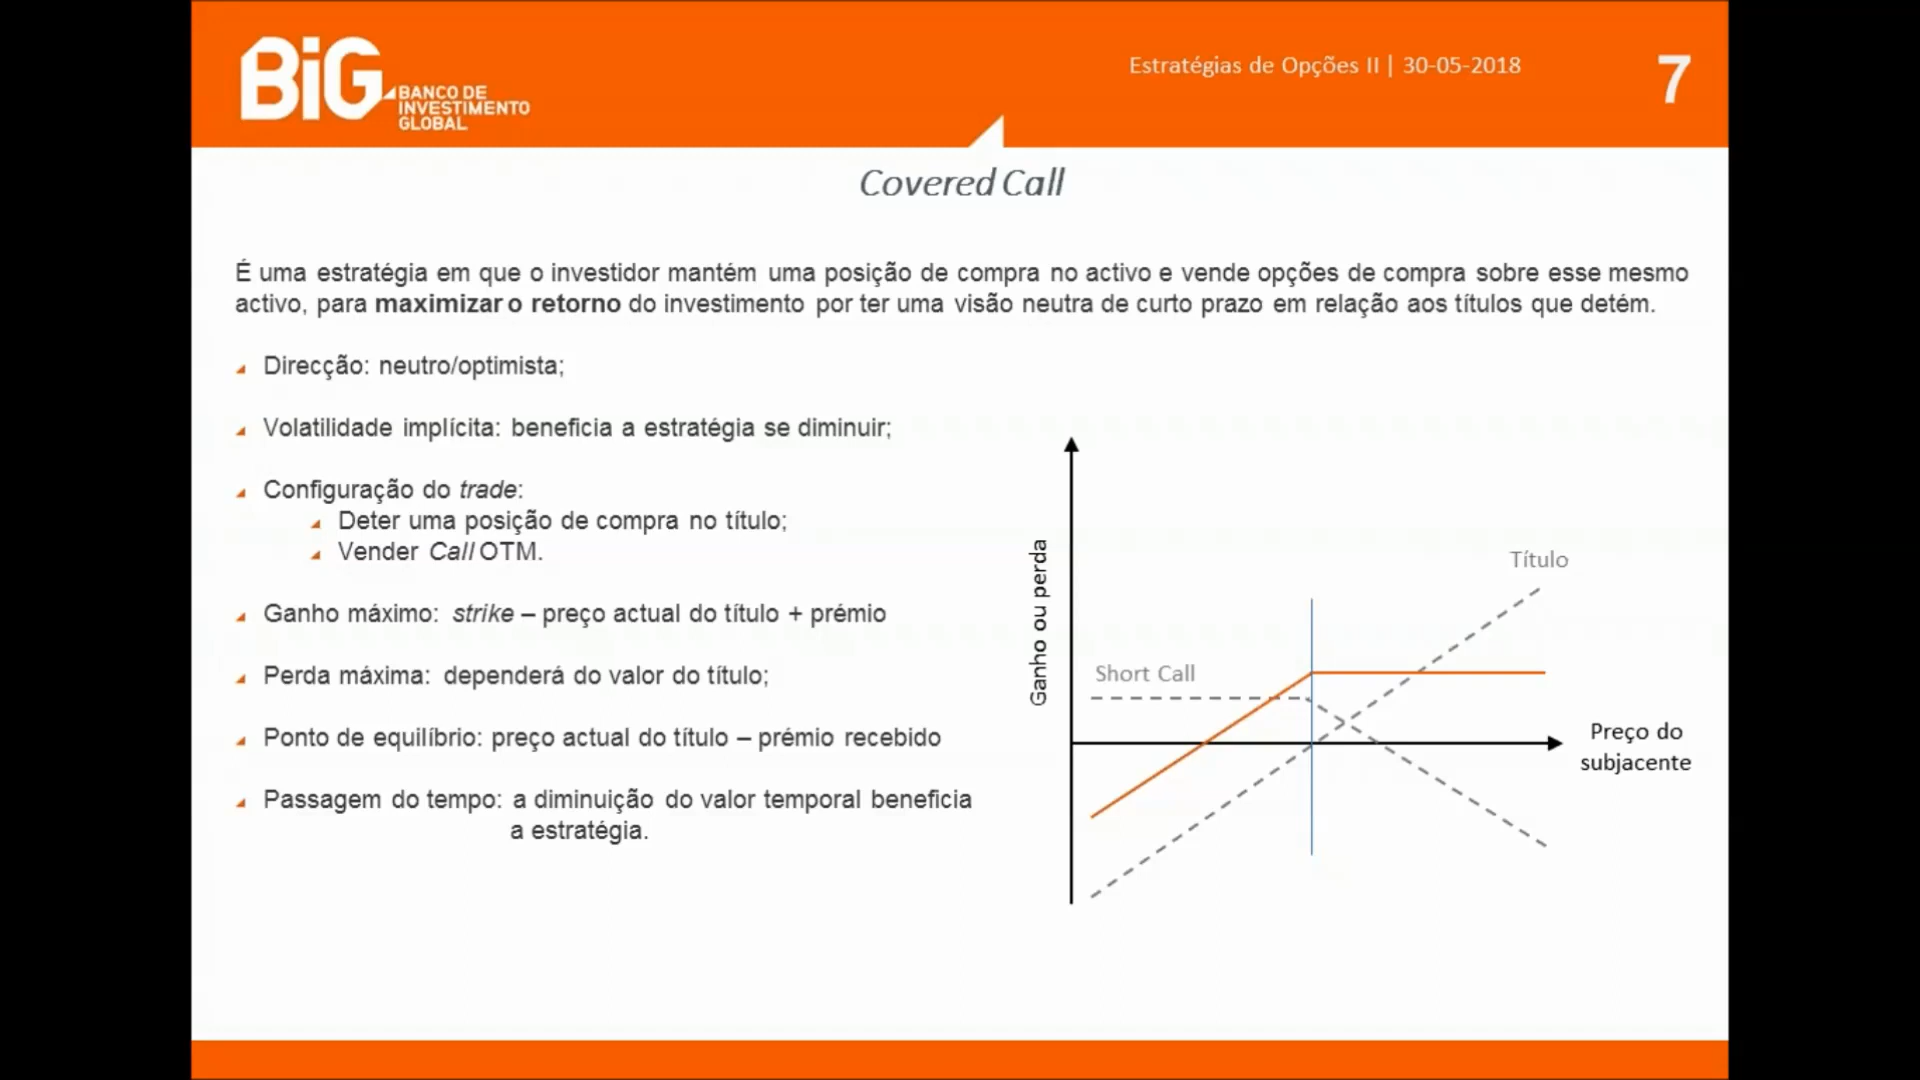 BiG
BANCO DE
INVESTIMENTO
GLOBAL
Estratégias de Opções II | 30-05-2018
7
Covered Call
É uma estratégia em que o investidor mantém uma posição de compra no activo e vende opções de compra sobre esse mesmo
activo, para maximizar o retorno do investimento por ter uma visão neutra de curto prazo em relação aos títulos que detém.
Direcção: neutro/optimista;
Volatilidade implícita: beneficia a estratégia se diminuir;
Configuração do trade:
Deter uma posição de compra no título;
Vender Call OTM.
Ganho máximo: strike – preço actual do título + prémio
Perda máxima: dependerá do valor do título;
Ponto de equilíbrio: preço actual do título – prémio recebido
Passagem do tempo: a diminuição do valor temporal beneficia
a estratégia.
Ganho ou perda
Short Call
Título
Preço do
subjacente